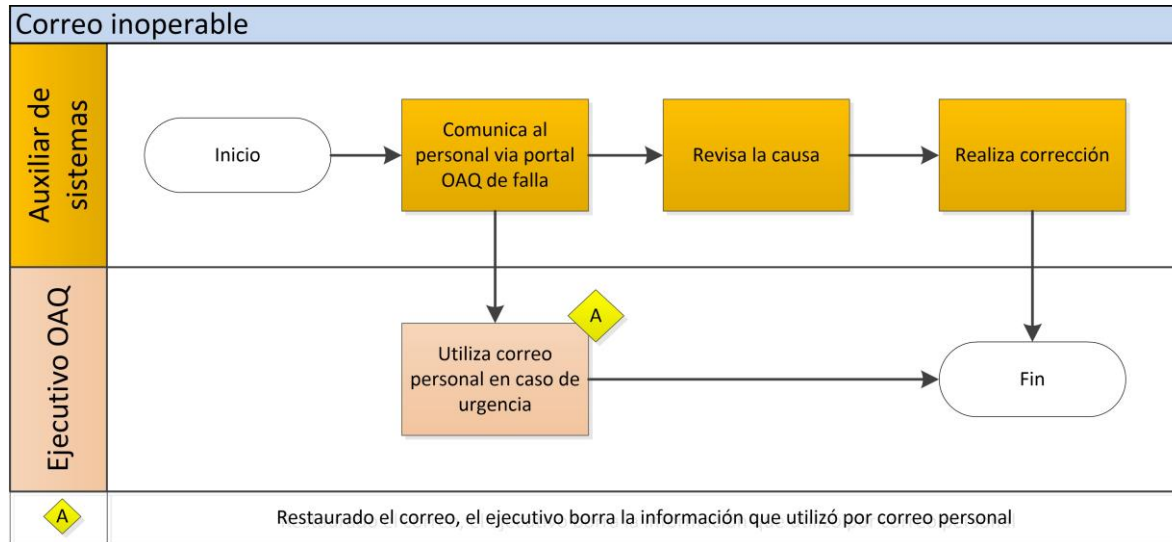 Correo inoperable
Auxiliar de
sistemas
Inicio
Comunica al
personal via portal
OAQ de falla
Revisa la causa
Realiza corrección
Ejecutivo OAQ
A
Utiliza correo
personal en caso de
urgencia
Fin
A
Restaurado el correo, el ejecutivo borra la información que utilizó por correo personal